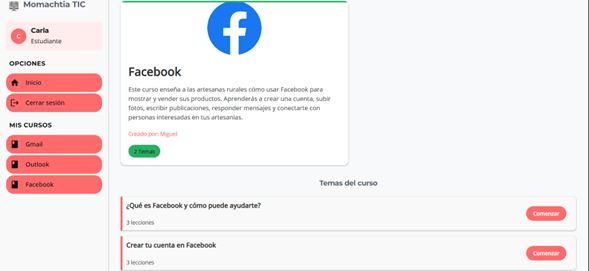 Momachtia TIC
C
Carla
Estudiante
OPCIONES
Inicio
Cerrar sesión
MIS CURSOS
Gmail
Outlook
Facebook
Facebook
Este curso enseña a las artesanas rurales cómo usar Facebook para
mostrar y vender sus productos. Aprenderás a crear una cuenta, subir
fotos, escribir publicaciones, responder mensajes y conectarte con
personas interesadas en tus artesanías.
Creado por: Miguel
2 Temas
Temas del curso
¿Qué es Facebook y cómo puede ayudarte?
3 lecciones
Comenzar
Crear tu cuenta en Facebook
3 lecciones
Comenzar